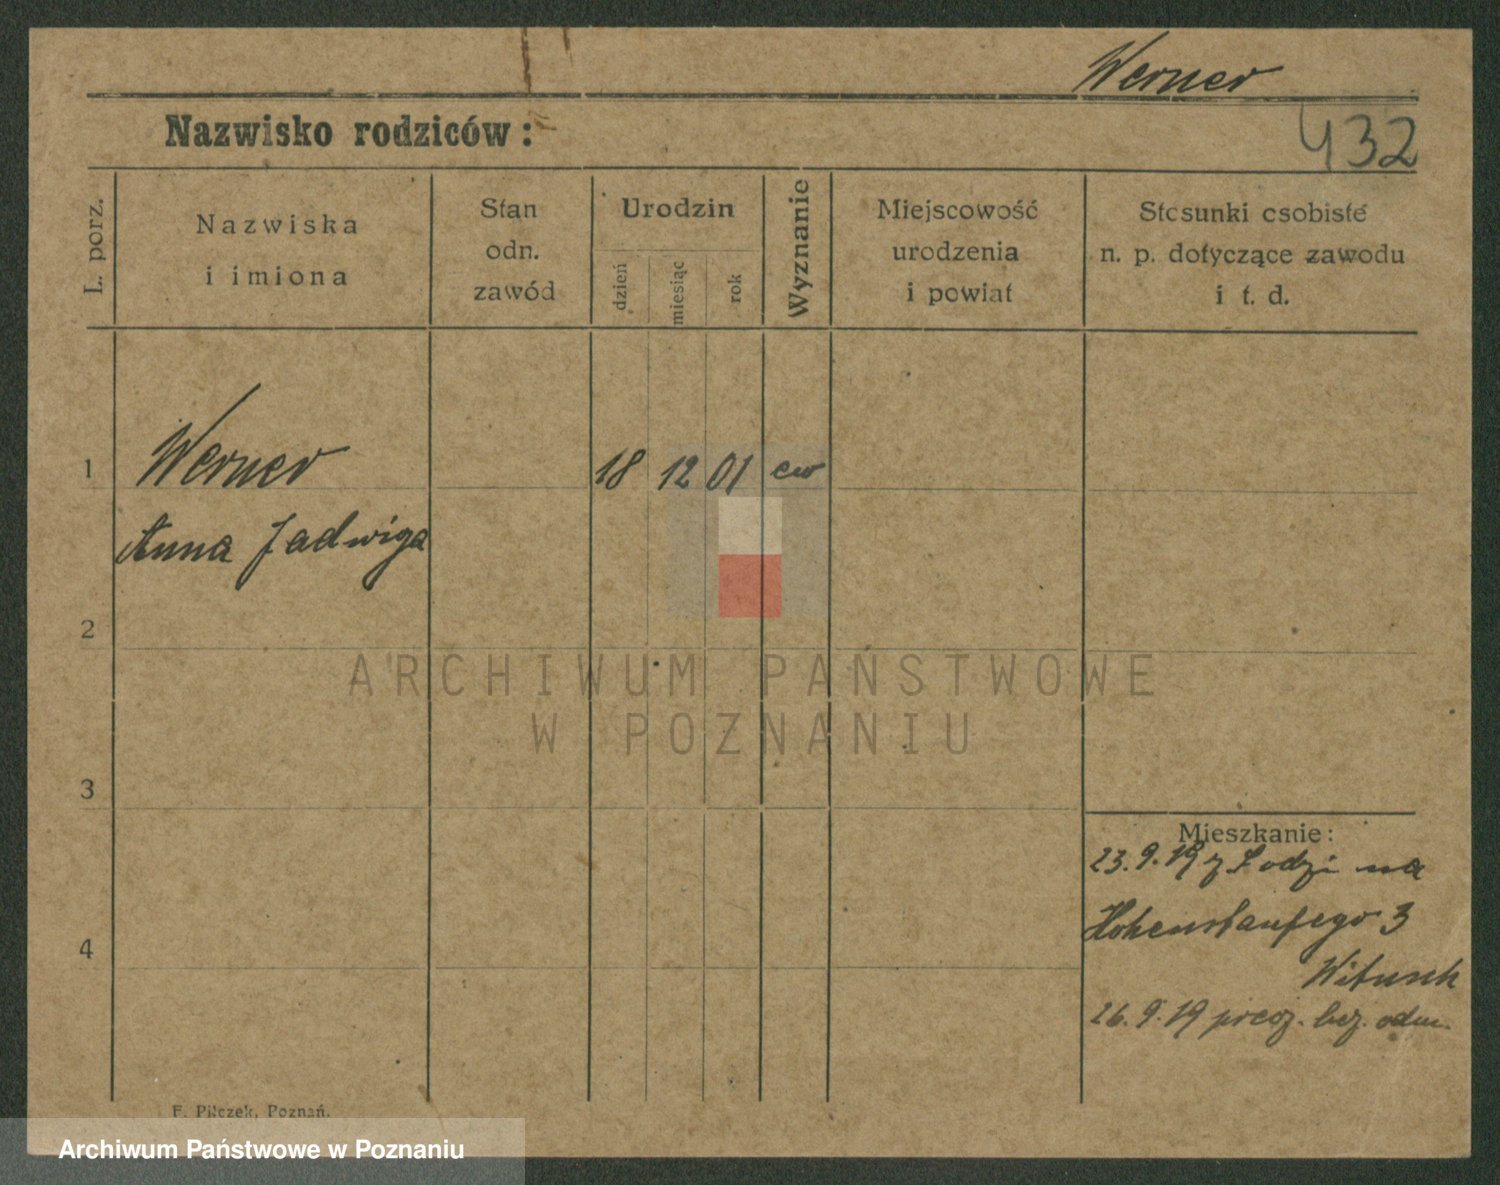 Werner
Nazwisko rodziców:
432
L. porz.
Nazwiska
i imiona
Stan
odn.
zawód
Urodzin
dzień
miesiąc
rok
Wyznanie
Miejscowość
urodzenia
i powiat
Stosunki osobiste
n. p. dotyczące zawodu
i t. d.
1
Werner
18 12 01 ew
Anna Jadwiga
2
ARCHIWUM PAŃSTWOWE
W POZNANIU
3
Mieszkanie:
23.9.19 z Łodzi na
Hohenstaufego 3
4
26.9.19 bez. odm.
F. Pilczek, Poznań.
Archiwum Państwowe w Poznaniu